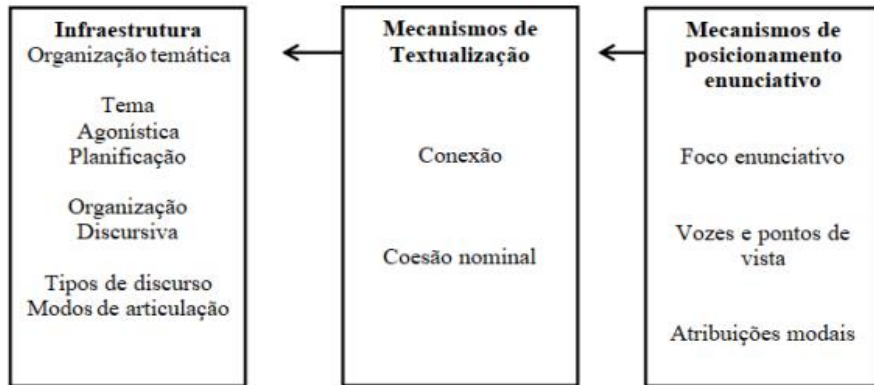 Infraestrutura
Organização temática
Tema
Agonística
Planificação
Organização
Discursiva
Tipos de discurso
Modos de articulação
Mecanismos de
Textualização
Conexão
Coesão nominal
Mecanismos de
posicionamento
enunciativo
Foco enunciativo
Vozes e pontos de
vista
Atribuições modais